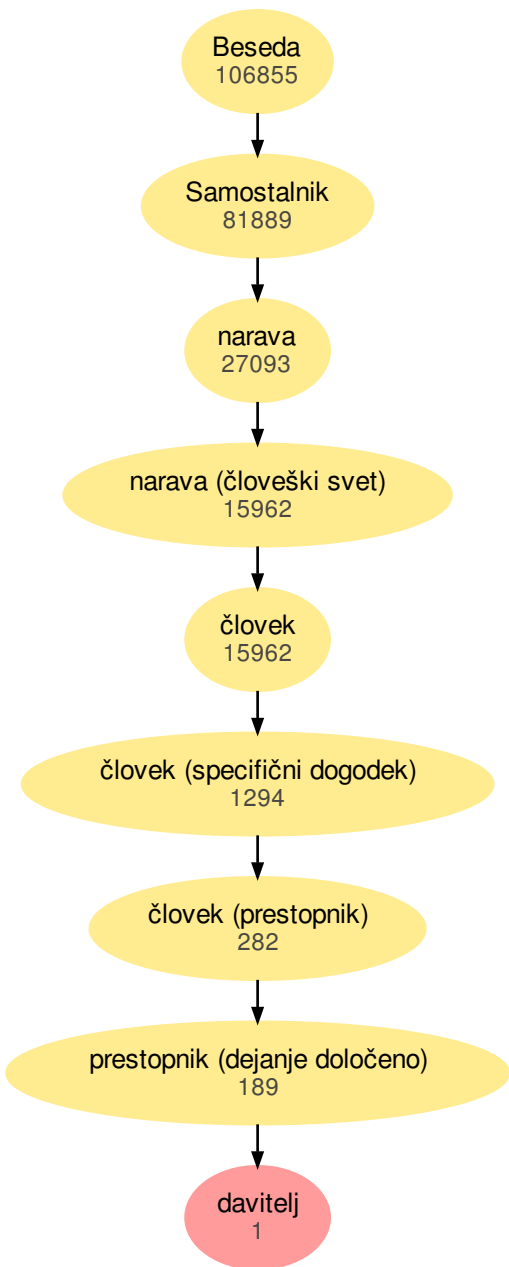 Beseda
106855
Samostalnik
81889
narava
27093
narava (človeški svet)
15962
človek
15962
človek (specifični dogodek)
1294
človek (prestopnik)
282
prestopnik (dejanje določeno)
189
davitelj
1